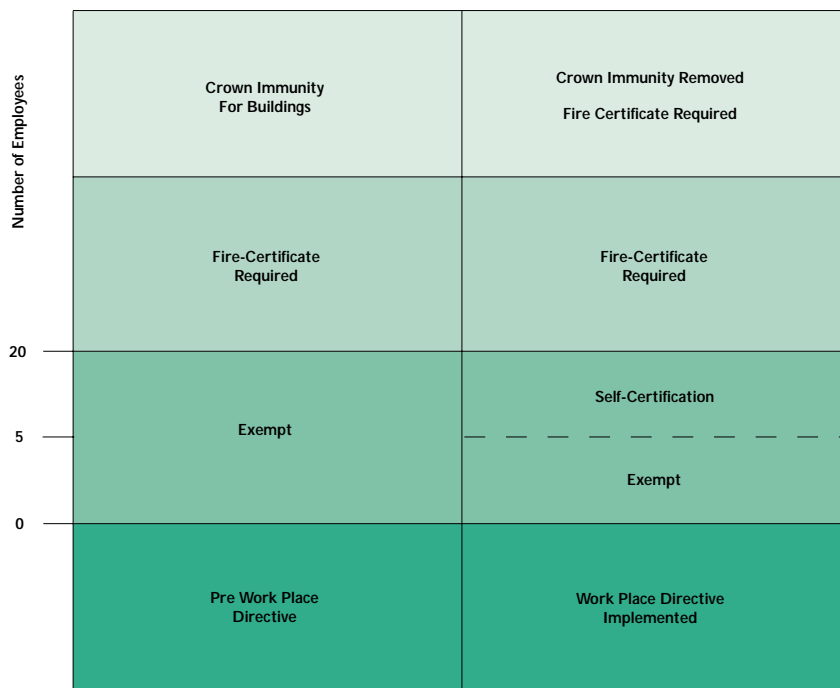 Number of Employees
Crown Immunity
For Buildings
Crown Immunity Removed
Fire Certificate Required
Fire-Certificate
Required
Fire-Certificate
Required
20
Self-Certification
Exempt
5
Exempt
0
Pre Work Place
Directive
Work Place Directive
Implemented